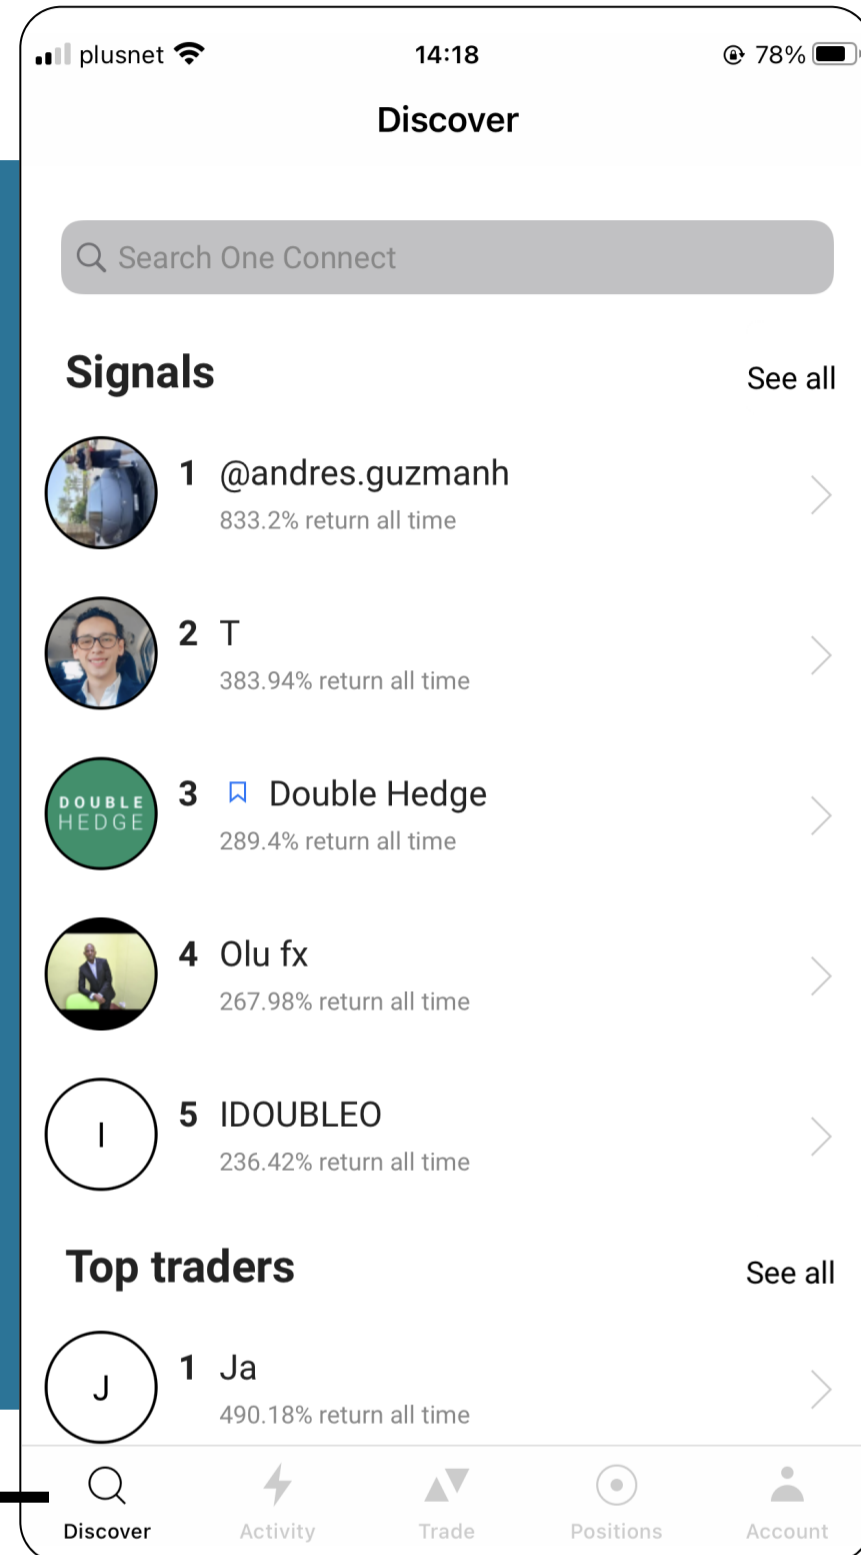 plusnet 14:18 78%
Discover
Search One Connect
Signals See all
1 @andres.guzmanh
833.2% return all time
2 T
383.94% return all time
DOUBLE
HEDGE
3 Double Hedge
289.4% return all time
4 Olu fx
267.98% return all time
I
5 IDOUBLEO
236.42% return all time
Top traders See all
J
1 Ja
490.18% return all time
Discover Activity Trade Positions Account